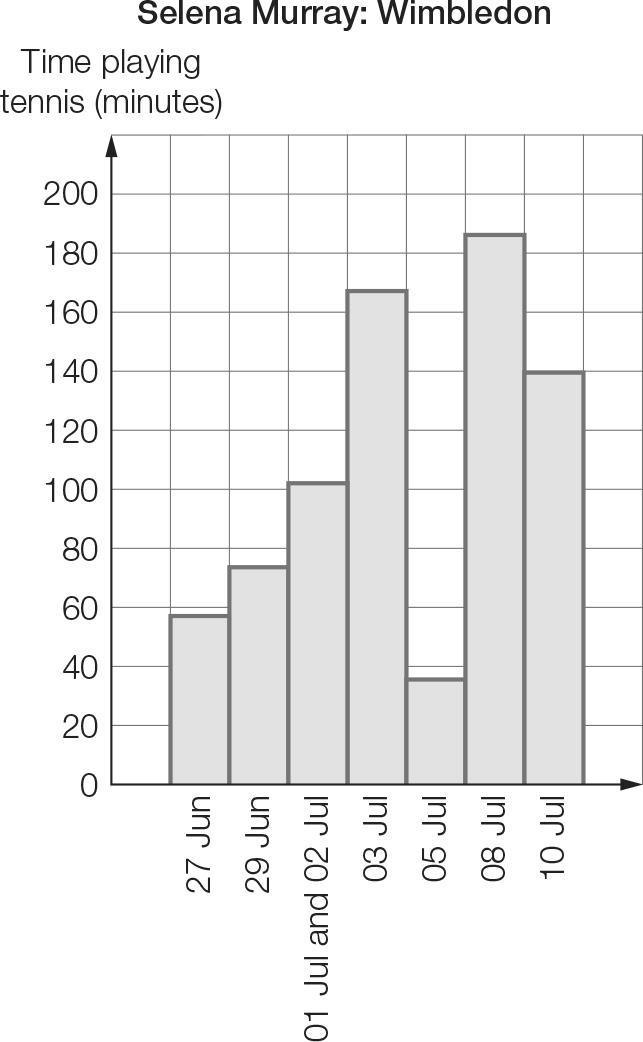 Selena Murray: Wimbledon
Time playing
tennis (minutes)
200
180
160
140
120
100
80
60
40
20
0
27 Jun
29 Jun
01 Jul and 02 Jul
03 Jul
05 Jul
08 Jul
10 Jul